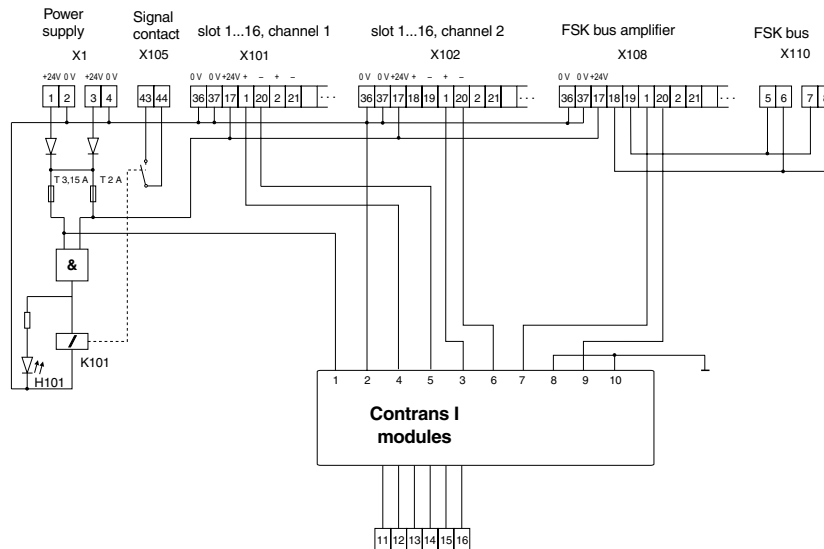 Power
supply
Signal
contact
slot 1...16, channel 1
slot 1...16, channel 2
FSK bus amplifier
FSK bus
X1
X105
X101
X102
X108
X110
+24V 0 V
+24V 0 V
0 V 0 V +24V + – + –
0 V 0 V +24V + – + –
0 V 0 V +24V
1 2
3 4
43 44
36 37 17 1 20 2 21 ...
36 37 17 18 19 1 20 2 21 ...
36 37 17 18 19 1 20 2 21 ...
5 6
7
T 3,15 A
T 2 A
&
K101
H101
1 2 4 5 3 6 7 8 9 10
Contrans I
modules
11 12 13 14 15 16